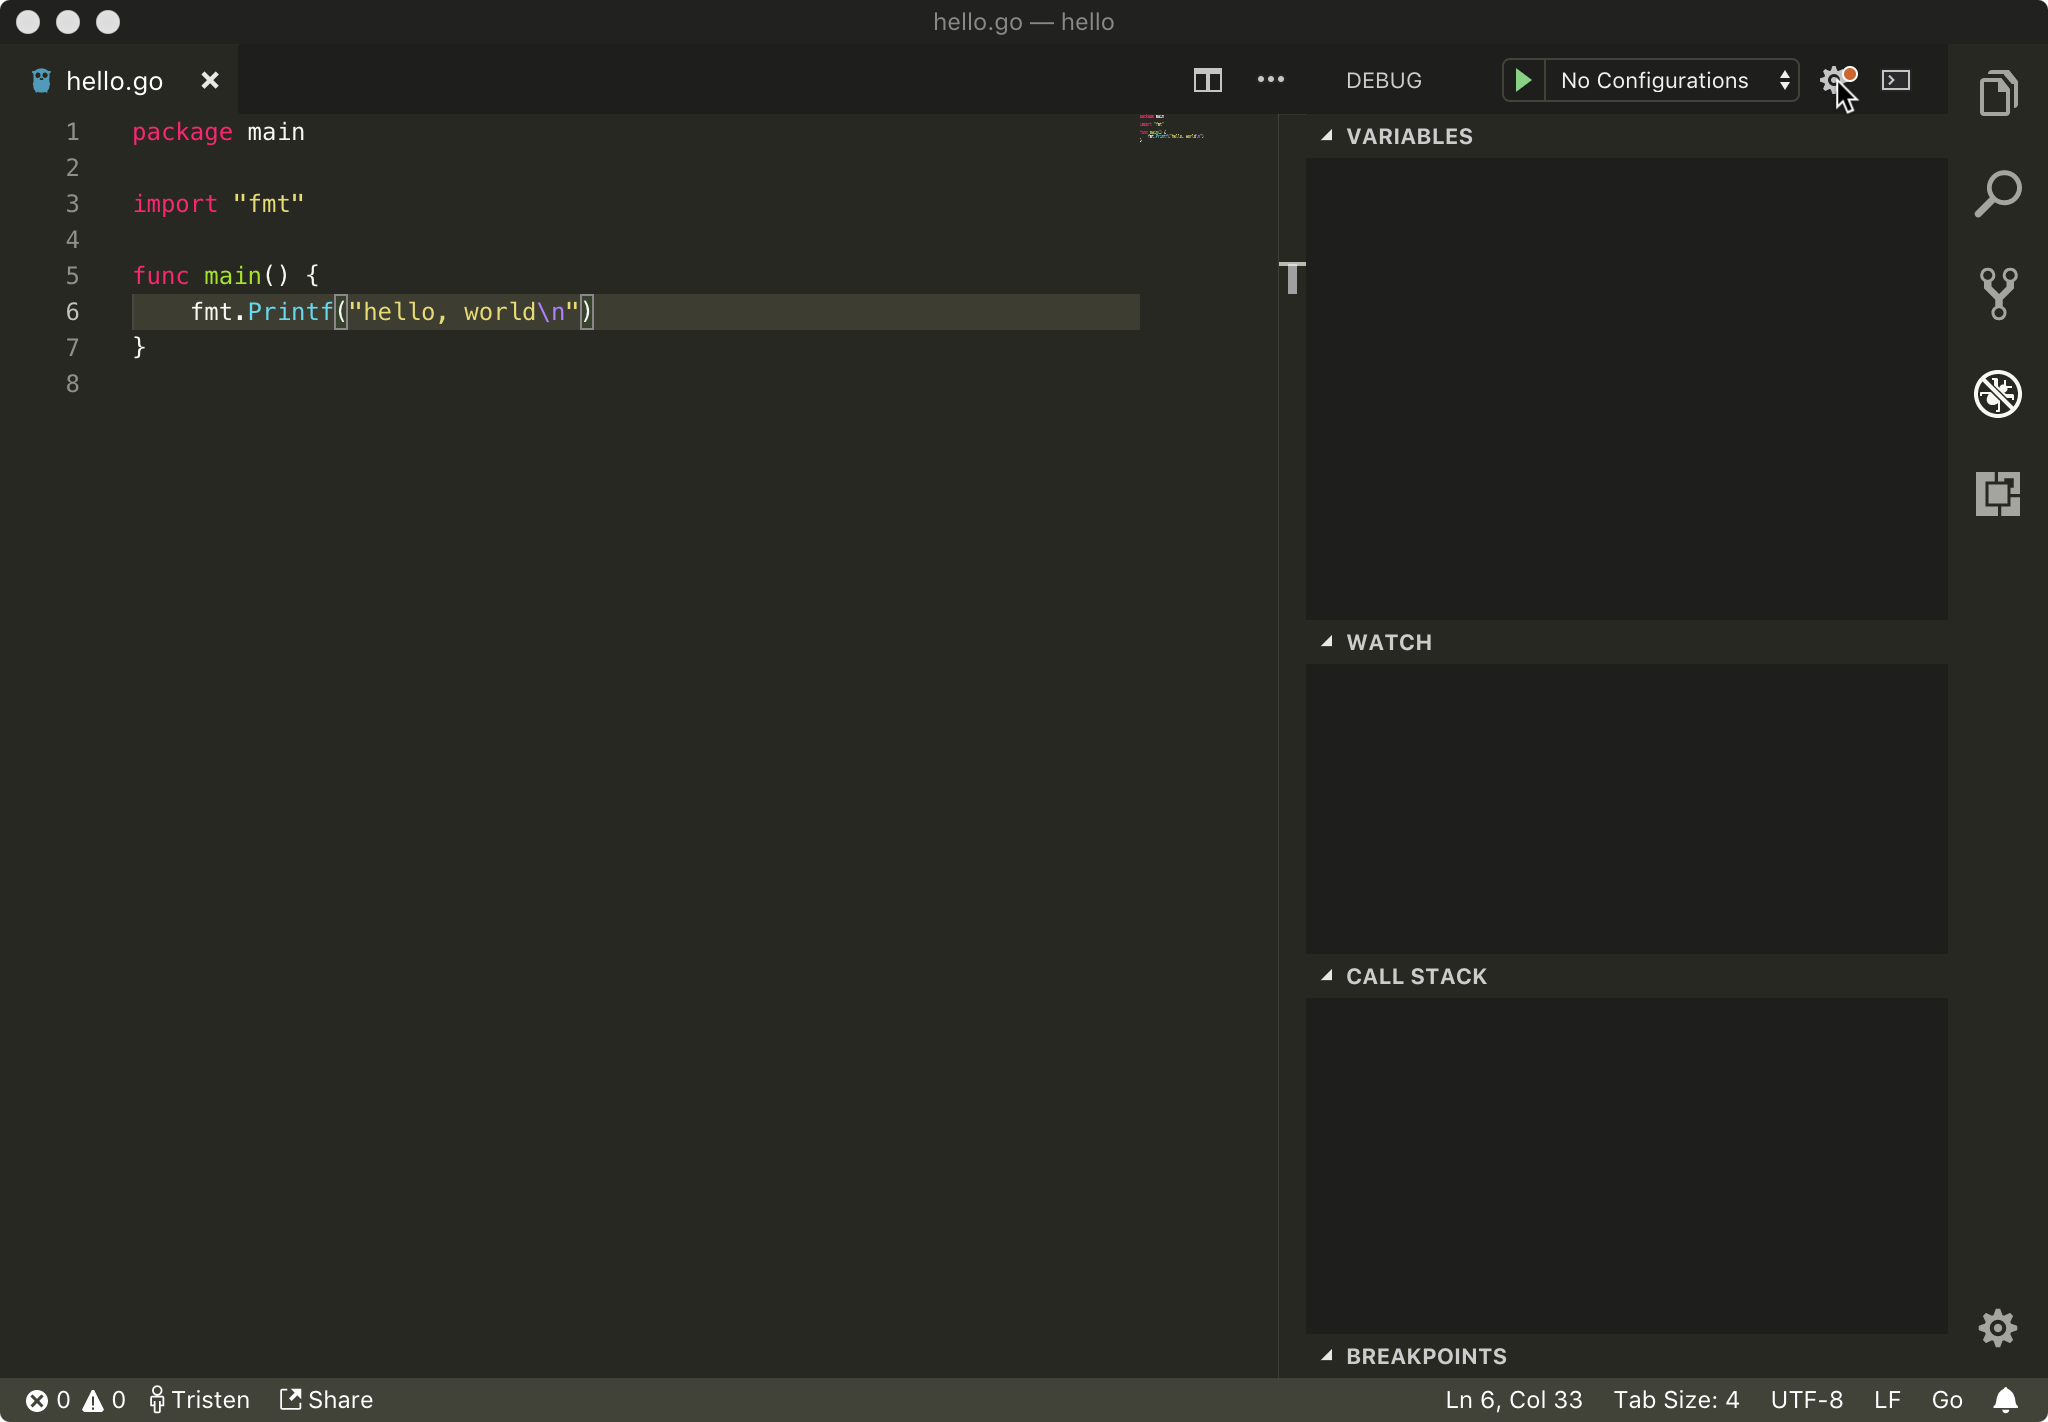 hello.go — hello
hello.go
DEBUG
No Configurations
1 package main
2
3 import "fmt"
4
5 func main() {
6     fmt.Printf("hello, world\n")
7 }
8
VARIABLES
WATCH
CALL STACK
BREAKPOINTS
0 0 Tristen Share Ln 6, Col 33 Tab Size: 4 UTF-8 LF Go